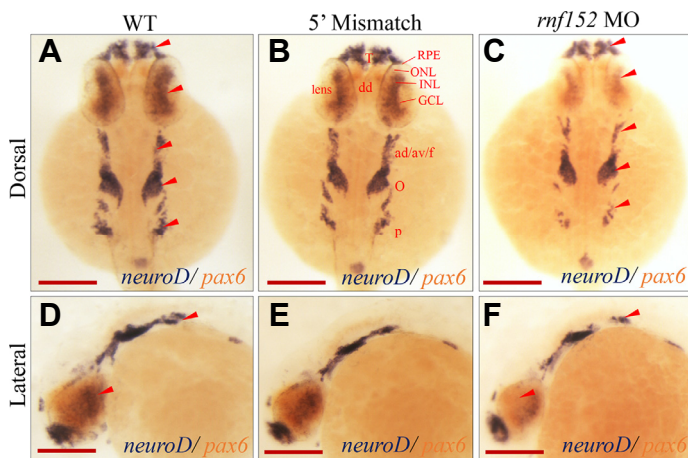 WT
5' Mismatch
rnf152 MO
Dorsal
A
B
C
T
RPE
ONL
lens
dd
INL
GCL
ad/av/f
O
p
neuroD/ pax6
neuroD/ pax6
neuroD/ pax6
Lateral
D
E
F
neuroD/ pax6
neuroD/ pax6
neuroD/ pax6